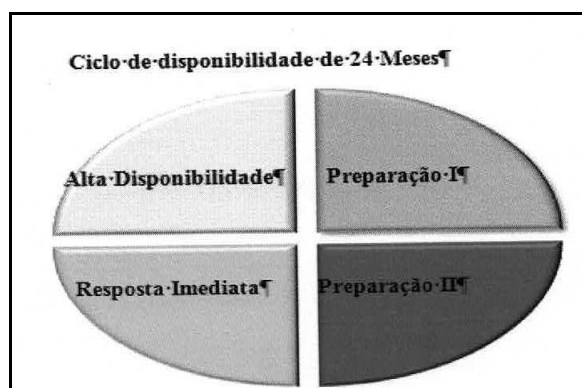 Ciclo·de·disponibilidade·de·24·Meses¶
Alta·Disponibilidade¶
Preparação·I¶
Resposta·Imediata¶
Preparação·II¶